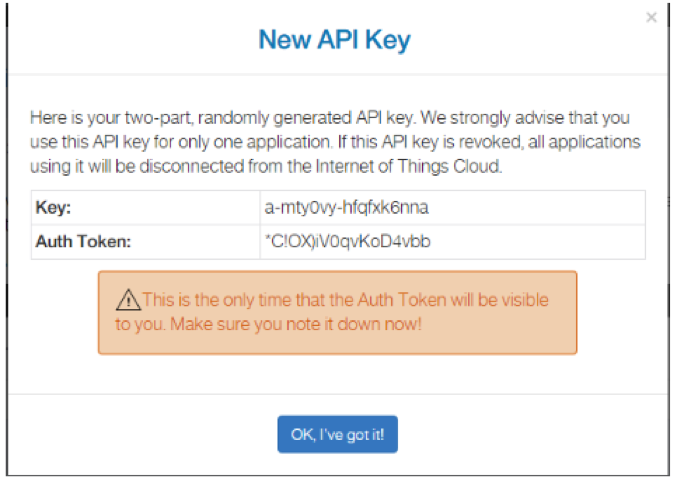 ×
New API Key
Here is your two-part, randomly generated API key. We strongly advise that you
use this API key for only one application. If this API key is revoked, all applications
using it will be disconnected from the Internet of Things Cloud.
Key: a-mty0vy-hfqfxk6nna
Auth Token: *C!OX)iV0qvKoD4vbb
This is the only time that the Auth Token will be visible
to you. Make sure you note it down now!
OK, I've got it!